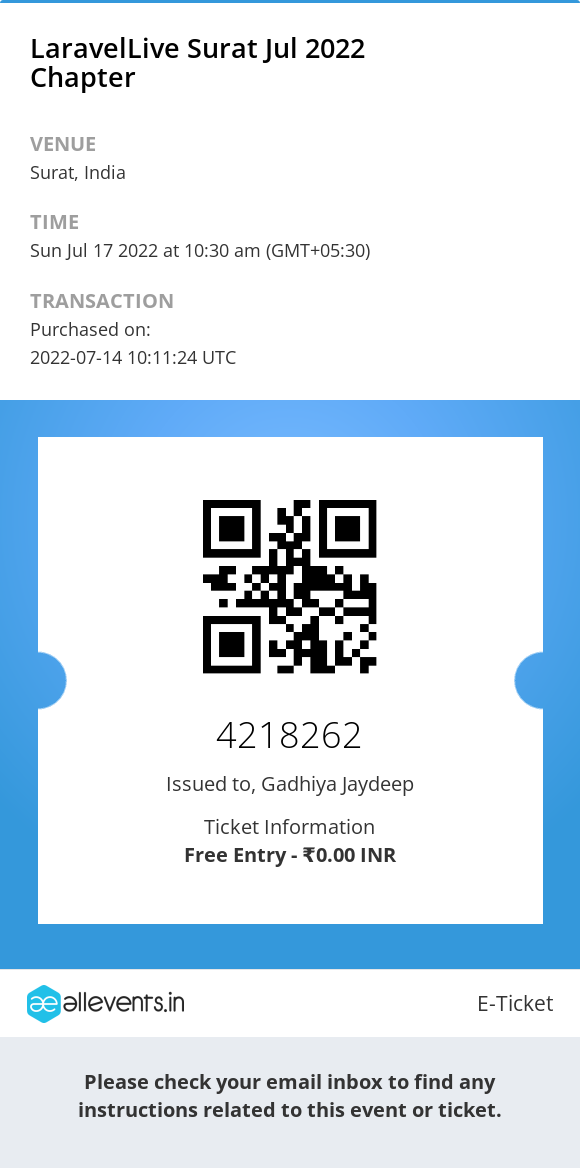 LaravelLive Surat Jul 2022
Chapter
VENUE
Surat, India
TIME
Sun Jul 17 2022 at 10:30 am (GMT+05:30)
TRANSACTION
Purchased on:
2022-07-14 10:11:24 UTC
4218262
Issued to, Gadhiya Jaydeep
Ticket Information
Free Entry - ₹0.00 INR
æ allevents.in
E-Ticket
Please check your email inbox to find any
instructions related to this event or ticket.